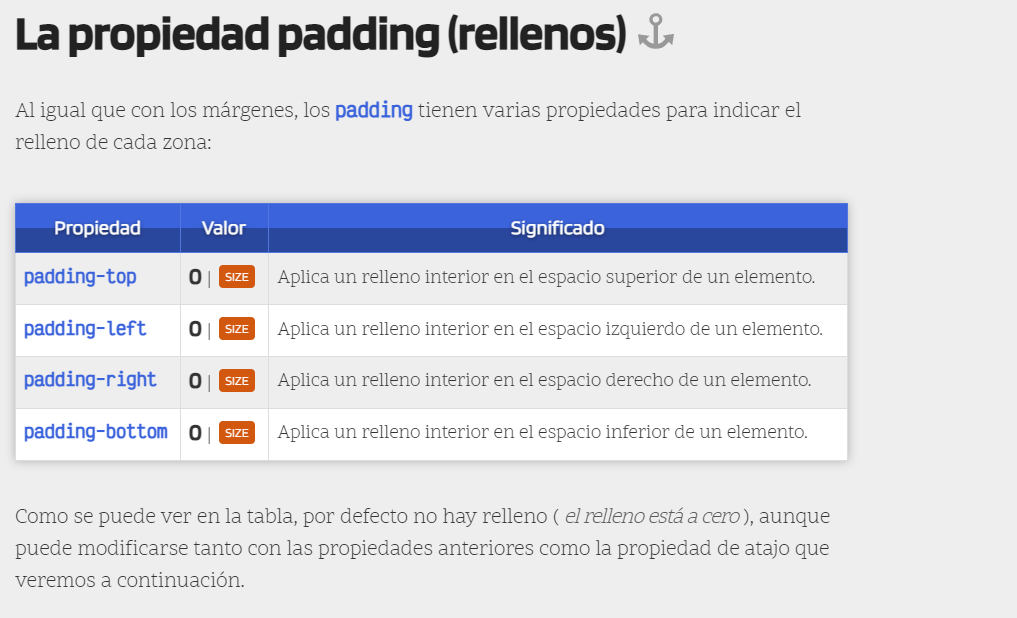 La propiedad padding (rellenos)
Al igual que con los márgenes, los padding tienen varias propiedades para indicar el
relleno de cada zona:
Propiedad Valor Significado
padding-top 0 | SIZE Aplica un relleno interior en el espacio superior de un elemento.
padding-left 0 | SIZE Aplica un relleno interior en el espacio izquierdo de un elemento.
padding-right 0 | SIZE Aplica un relleno interior en el espacio derecho de un elemento.
padding-bottom 0 | SIZE Aplica un relleno interior en el espacio inferior de un elemento.
Como se puede ver en la tabla, por defecto no hay relleno ( el relleno está a cero ), aunque
puede modificarse tanto con las propiedades anteriores como la propiedad de atajo que
veremos a continuación.